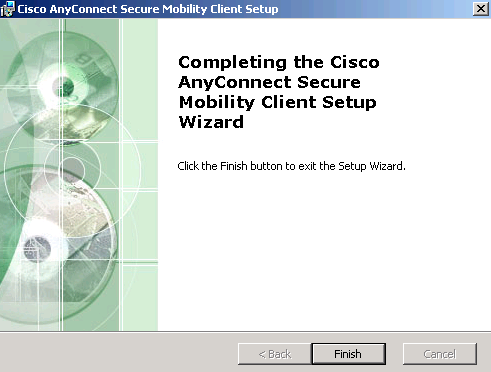 Cisco AnyConnect Secure Mobility Client Setup
Completing the Cisco
AnyConnect Secure
Mobility Client Setup
Wizard
Click the Finish button to exit the Setup Wizard.
< Back
Finish
Cancel